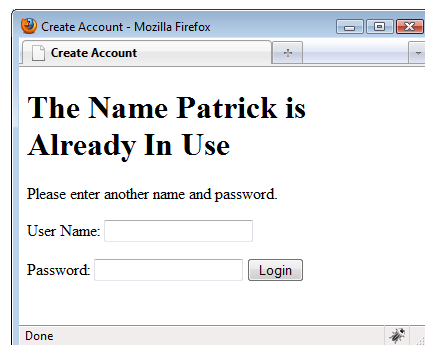 Create Account - Mozilla Firefox
Create Account
The Name Patrick is
Already In Use
Please enter another name and password.
User Name:
Password: Login
Done